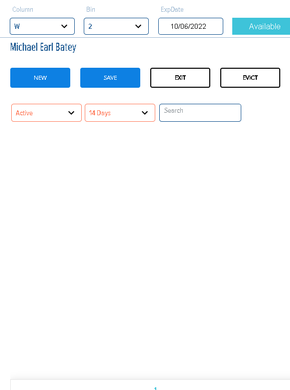 Column Bin ExpDate
W 2 10/06/2022 Available
Michael Earl Batey
NEW SAVE EXIT EVICT
Active 14 Days Search